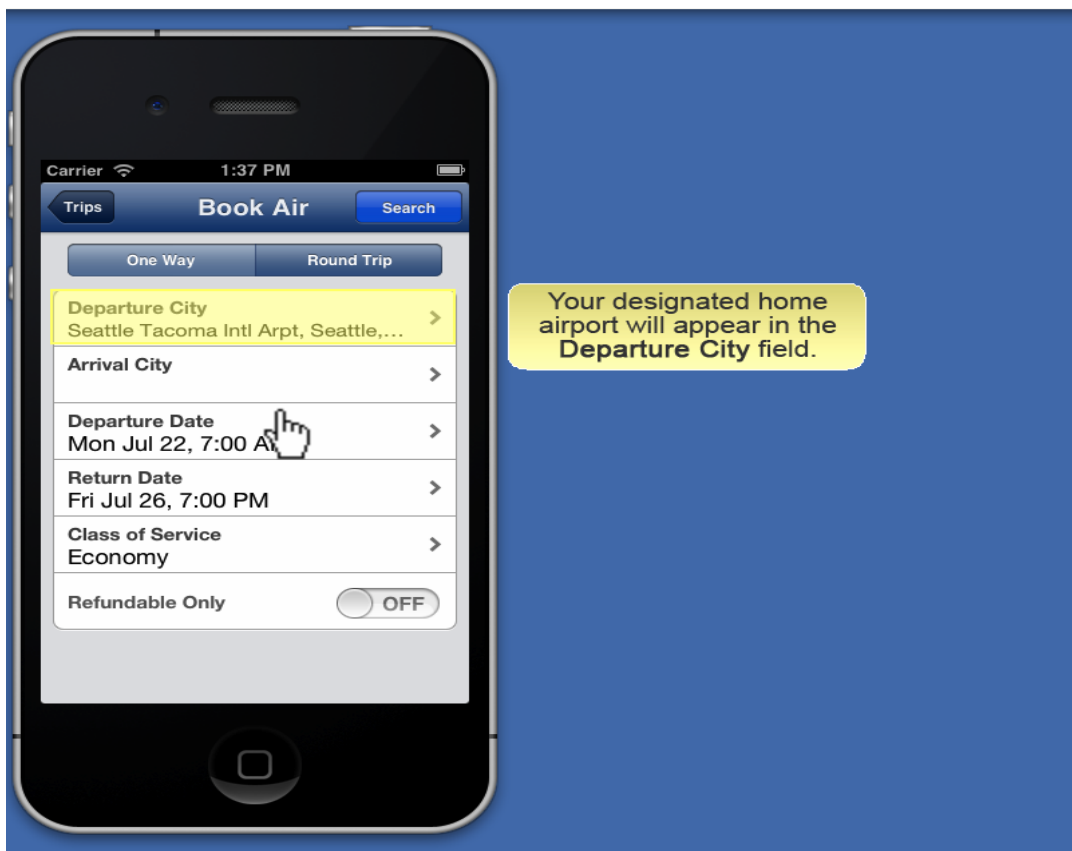 Carrier 1:37 PM
Trips Book Air Search
One Way Round Trip
Departure City
Seattle Tacoma Intl Arpt, Seattle,...
Arrival City
Departure Date
Mon Jul 22, 7:00 A
Return Date
Fri Jul 26, 7:00 PM
Class of Service
Economy
Refundable Only OFF
Your designated home
airport will appear in the
Departure City field.